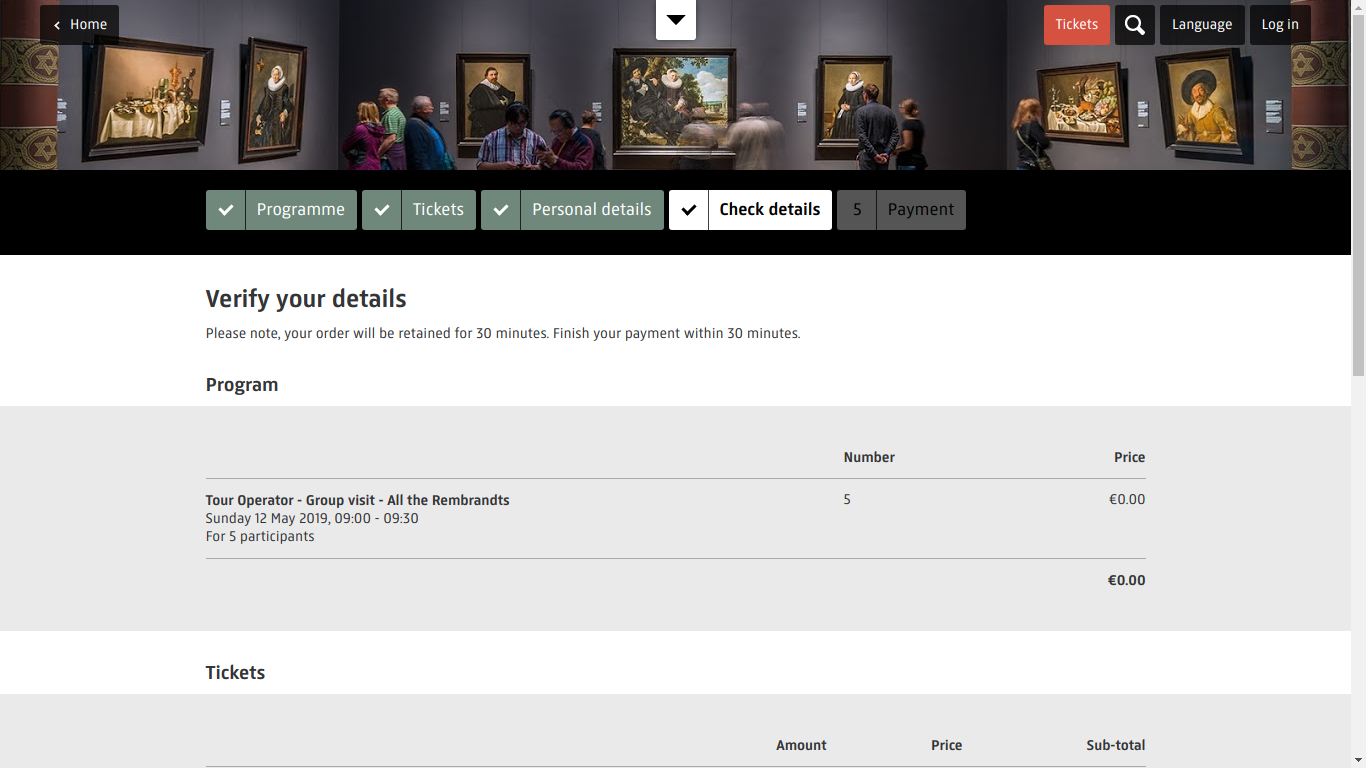 Home
Tickets
Language
Log in
Programme
Tickets
Personal details
Check details
5
Payment
Verify your details
Please note, your order will be retained for 30 minutes. Finish your payment within 30 minutes.
Program
Number Price
Tour Operator - Group visit - All the Rembrandts 5 €0.00
Sunday 12 May 2019, 09:00 - 09:30
For 5 participants
€0.00
Tickets
Amount Price Sub-total